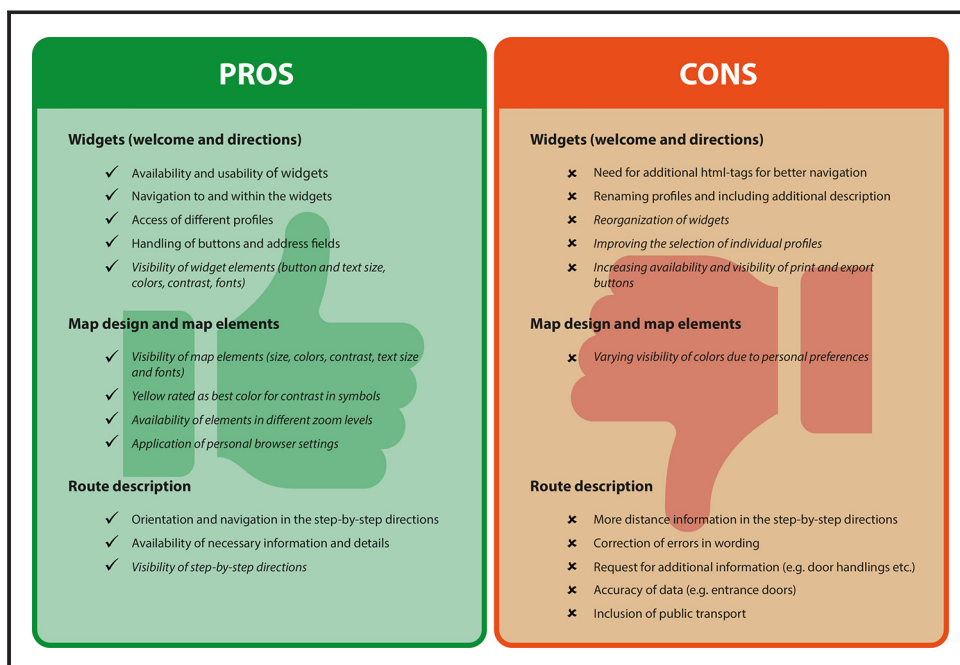 PROS
Widgets (welcome and directions)
✓ Availability and usability of widgets
✓ Navigation to and within the widgets
✓ Access of different profiles
✓ Handling of buttons and address fields
✓ Visibility of widget elements (button and text size,
colors, contrast, fonts)
Map design and map elements
✓ Visibility of map elements (size, colors, contrast, text size
and fonts)
✓ Yellow rated as best color for contrast in symbols
✓ Availability of elements in different zoom levels
✓ Application of personal browser settings
Route description
✓ Orientation and navigation in the step-by-step directions
✓ Availability of necessary information and details
✓ Visibility of step-by-step directions
CONS
Widgets (welcome and directions)
✗ Need for additional html-tags for better navigation
✗ Renaming profiles and including additional description
✗ Reorganization of widgets
✗ Improving the selection of individual profiles
✗ Increasing availability and visibility of print and export
buttons
Map design and map elements
✗ Varying visibility of colors due to personal preferences
Route description
✗ More distance information in the step-by-step directions
✗ Correction of errors in wording
✗ Request for additional information (e.g. door handlings etc.)
✗ Accuracy of data (e.g. entrance doors)
✗ Inclusion of public transport